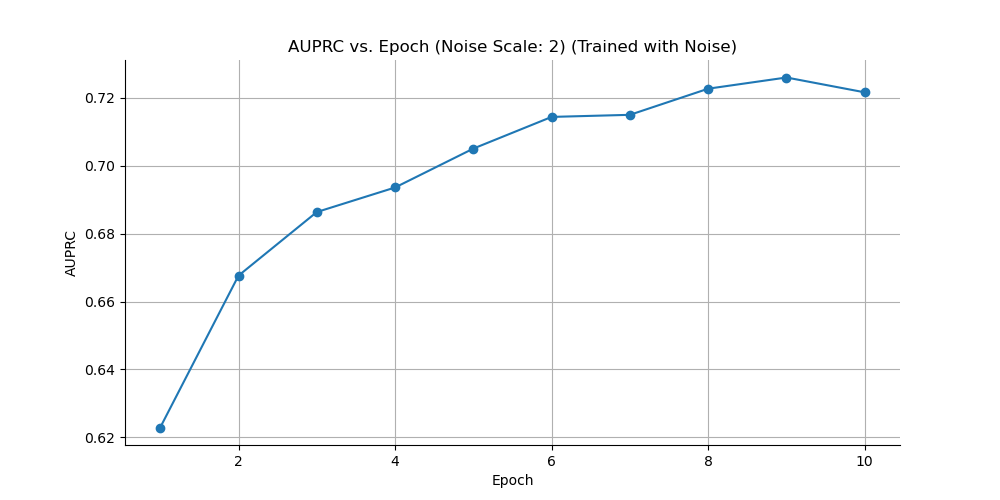 AUPRC vs. Epoch (Noise Scale: 2) (Trained with Noise)
0.72
0.70
0.68
0.66
0.64
0.62
AUPRC
2 4 6 8 10
Epoch